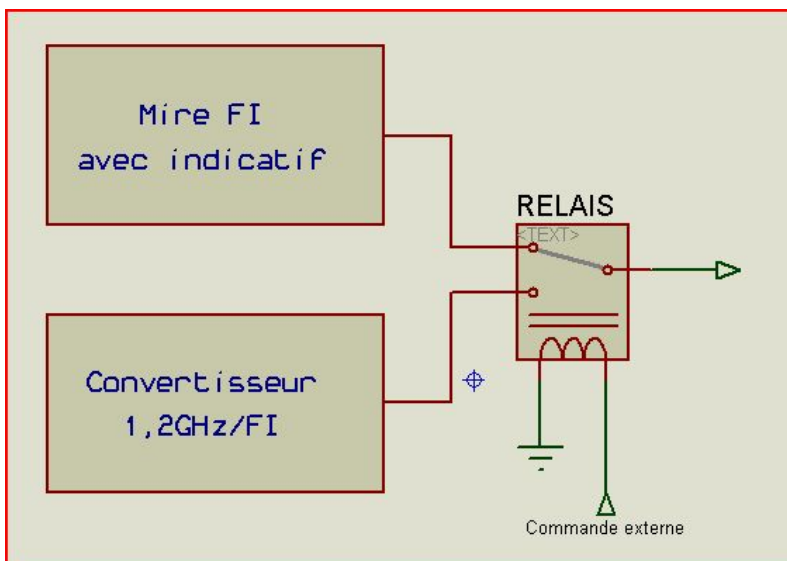 Mire FI
avec indicatif
RELAIS
<TEXT>
Convertisseur
1,2GHz/FI
Commande externe